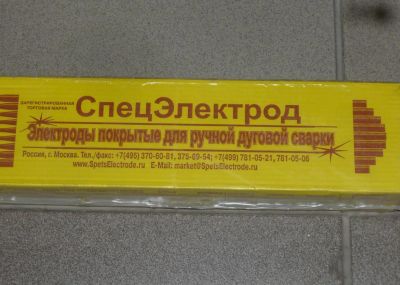 ЗАРЕГИСТРИРОВАННАЯ
ТОРГОВАЯ МАРКА
СпецЭлектрод
Электроды покрытые для ручной дуговой сварки
Россия, г. Москва. Тел./факс: +7(495) 370-60-81, 375-09-54; +7(499) 781-05-21, 781-05-06
www.SpetsElectrode.ru E-Mail: market@SpetsElectrode.ru